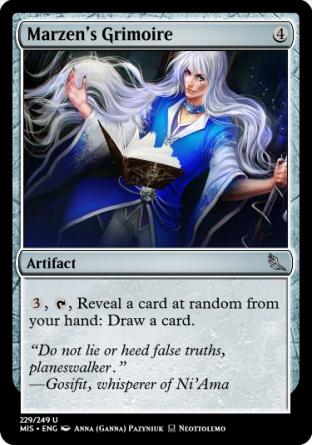 Marzen's Grimoire 4
Artifact
3, Reveal a card at random from
your hand: Draw a card.
"Do not lie or heed false truths,
planeswalker."
—Gosifit, whisperer of Ni'Ama
229/249 U
MIS • ENG Anna (Ganna) Pazyniuk Neottolemo